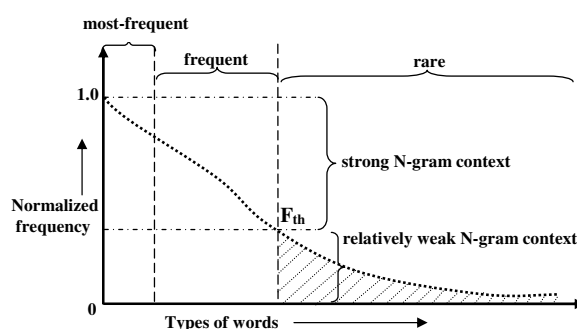 most-frequent
frequent
rare
1.0
strong N-gram context
Normalized
frequency
Fth
relatively weak N-gram context
0
Types of words